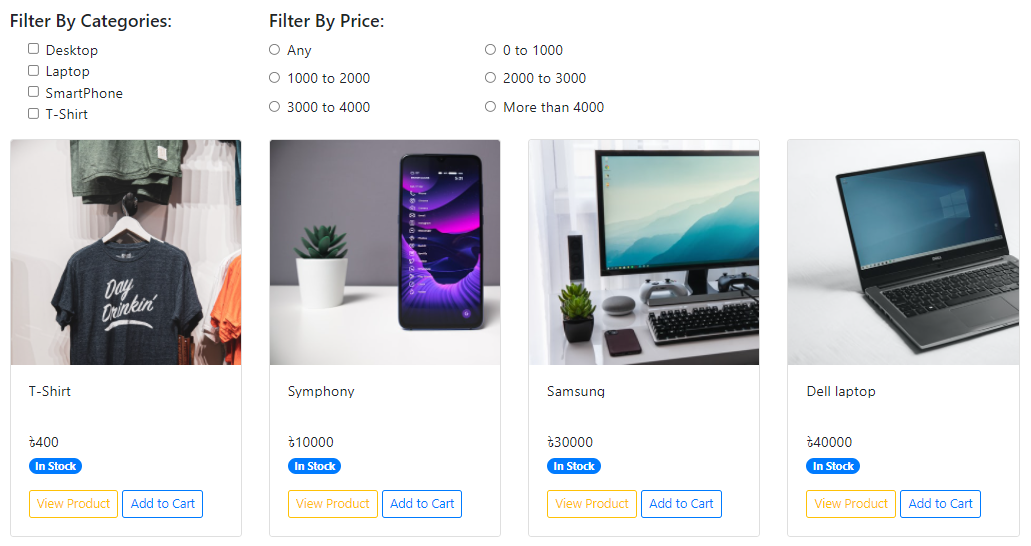 Filter By Categories:
Desktop
Laptop
SmartPhone
T-Shirt
Filter By Price:
Any
0 to 1000
1000 to 2000
2000 to 3000
3000 to 4000
More than 4000
Day
Drinkin'
DELL
T-Shirt
৳400
In Stock
View Product Add to Cart
Symphony
৳10000
In Stock
View Product Add to Cart
Samsung
৳30000
In Stock
View Product Add to Cart
Dell laptop
৳40000
In Stock
View Product Add to Cart